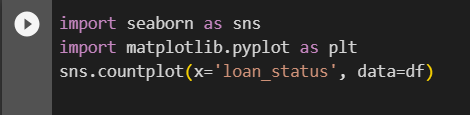 import seaborn as sns
import matplotlib.pyplot as plt
sns.countplot(x='loan_status', data=df)